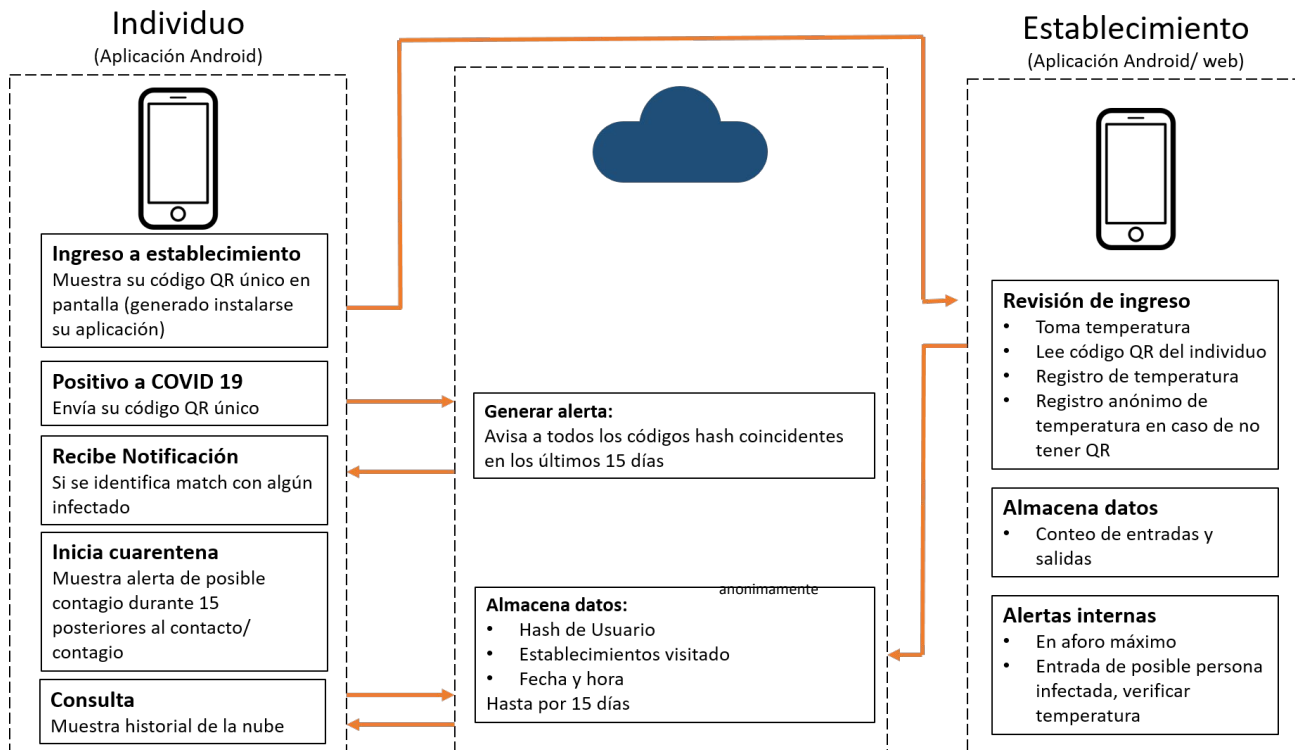 Individuo
(Aplicación Android)
Ingreso a establecimiento
Muestra su código QR único en
pantalla (generado instalarse
su aplicación)
Positivo a COVID 19
Envía su código QR único
Recibe Notificación
Si se identifica match con algún
infectado
Inicia cuarentena
Muestra alerta de posible
contagio durante 15
posteriores al contacto/
contagio
Consulta
Muestra historial de la nube
Generar alerta:
Avisa a todos los códigos hash coincidentes
en los últimos 15 días
anonimamente
Almacena datos:
• Hash de Usuario
• Establecimientos visitado
• Fecha y hora
Hasta por 15 días
Establecimiento
(Aplicación Android/ web)
Revisión de ingreso
• Toma temperatura
• Lee código QR del individuo
• Registro de temperatura
• Registro anónimo de
temperatura en caso de no
tener QR
Almacena datos
• Conteo de entradas y
salidas
Alertas internas
• En aforo máximo
• Entrada de posible persona
infectada, verificar
temperatura